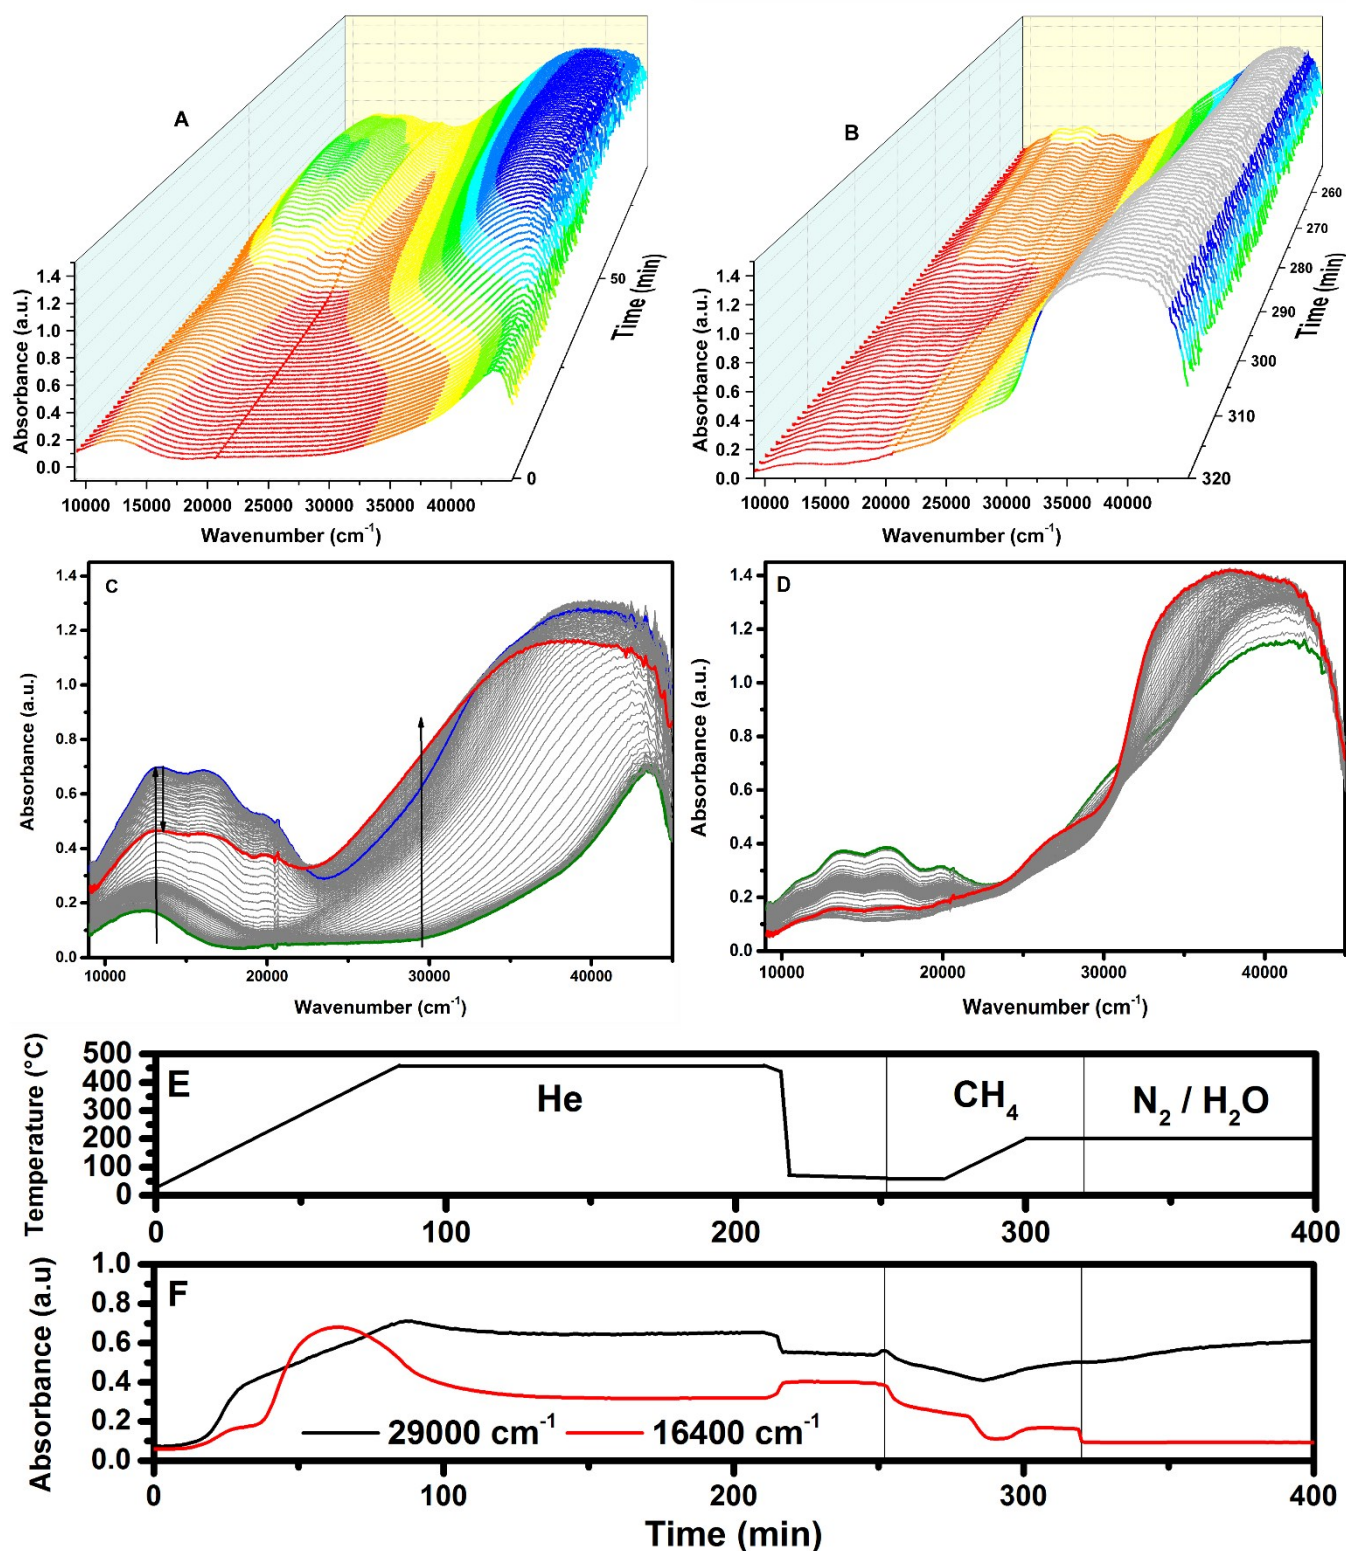 A
1.4
1.2
1.0
0.8
0.6
0.4
0.2
0.0
Absorbance (a.u.)
10000 15000 20000 25000 30000 35000 40000
Wavenumber (cm⁻¹)
0
50
Time (min)
B
1.4
1.2
1.0
0.8
0.6
0.4
0.2
0.0
Absorbance (a.u.)
10000 15000 20000 25000 30000 35000 40000
Wavenumber (cm⁻¹)
260
270
280
290
300
310
320
Time (min)
C
1.4
1.2
1.0
0.8
0.6
0.4
0.2
0.0
Absorbance (a.u.)
10000 20000 30000 40000
Wavenumber (cm⁻¹)
D
1.4
1.2
1.0
0.8
0.6
0.4
0.2
0.0
Absorbance (a.u.)
10000 20000 30000 40000
Wavenumber (cm⁻¹)
Temperature (°C)
500
400
300
200
100
0
E
He
CH₄
N₂ / H₂O
0 100 200 300 400
Absorbance (a.u)
1.0
0.8
0.6
0.4
0.2
0.0
F
29000 cm⁻¹
16400 cm⁻¹
0 100 200 300 400
Time (min)